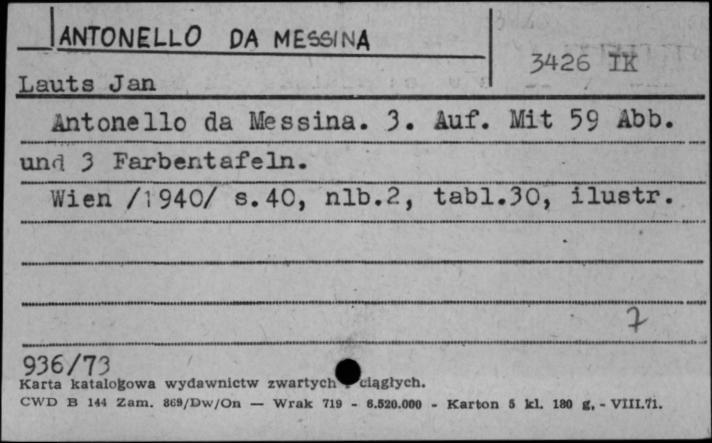 ANTONELLO DA MESSINA
3426 IK
Lauts Jan
Antonello da Messina. 3. Auf. Mit 59 Abb.
und 3 Farbentafeln.
Wien /1940/ s.40, nlb.2, tabl.30, ilustr.
7
936/73
Karta katalogowa wydawnictw zwartych ciągłych.
CWD B 144 Zam. 869/Dw/On — Wrak 719 - 6.520.000 - Karton 5 kl. 180 g. - VIII.71.